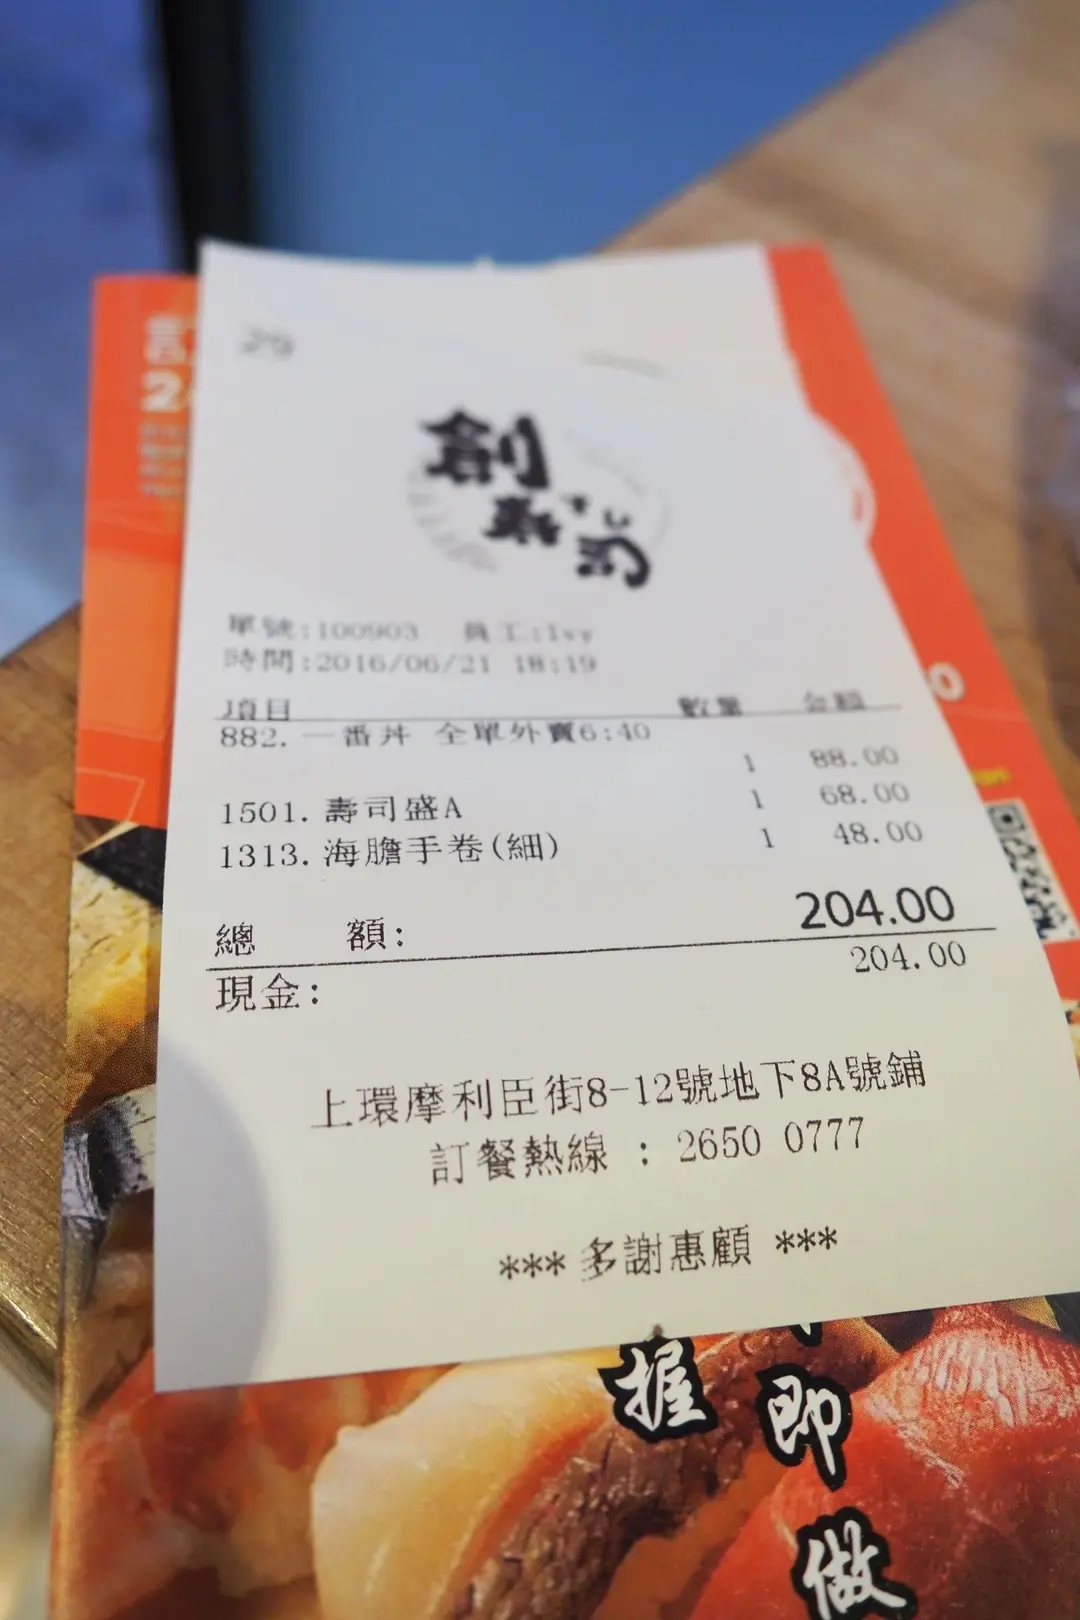 29
創
壽すし
司
單號:100903 員工:Ivy
時間:2016/06/21 18:19
項目 數量 金額
882. 一番丼 全單外賣6:40
1 88.00
1501. 壽司盛A 1 68.00
1313. 海膽手卷(細) 1 48.00
總 額: 204.00
現金: 204.00
上環摩利臣街8-12號地下8A號鋪
訂餐熱線 : 2650 0777
*** 多謝惠顧 ***
握
即
做